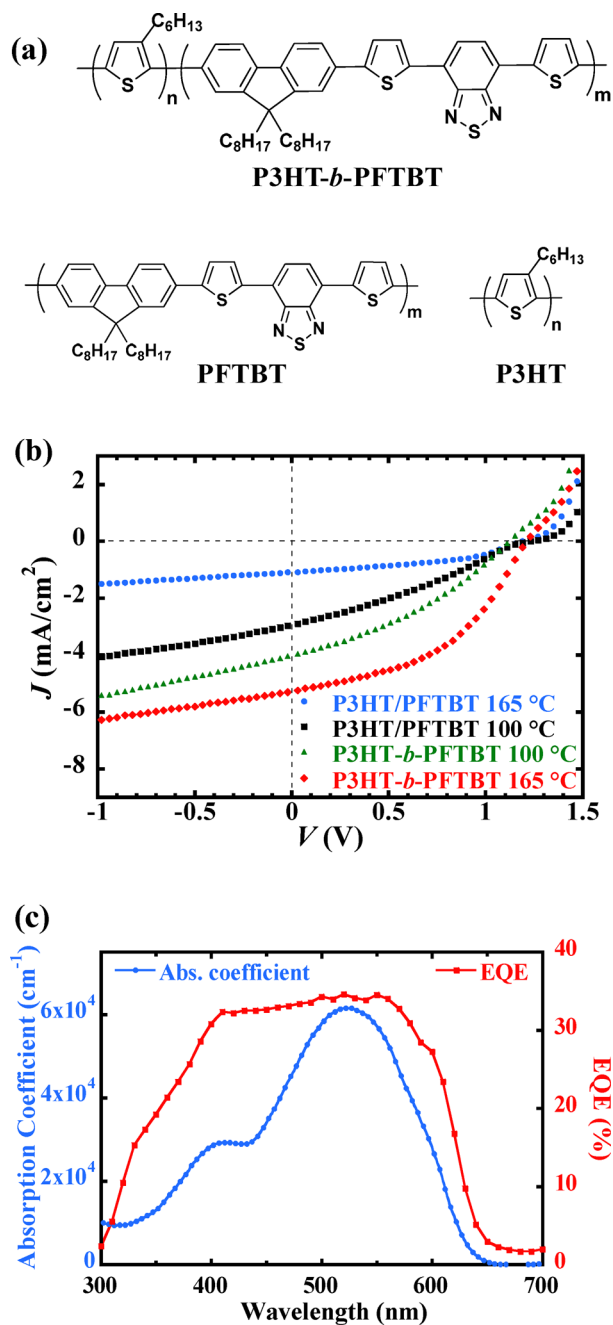 (a)
C6H13
S
n
m
C8H17
C8H17
S
N
S
N
S
P3HT-b-PFTBT
C6H13
S
n
m
C8H17 C8H17
S
N
S
N
S
PFTBT
P3HT
(b)
2
0
-2
-4
-6
-8
J (mA/cm2)
P3HT/PFTBT 165 °C
P3HT/PFTBT 100 °C
P3HT-b-PFTBT 100 °C
P3HT-b-PFTBT 165 °C
-1 -0.5 0 0.5 1 1.5
V (V)
(c)
Abs. coefficient
EQE
Absorption Coefficient (cm-1)
6x104
4x104
2x104
0
40
30
20
10
0
EQE (%)
300 400 500 600 700
Wavelength (nm)